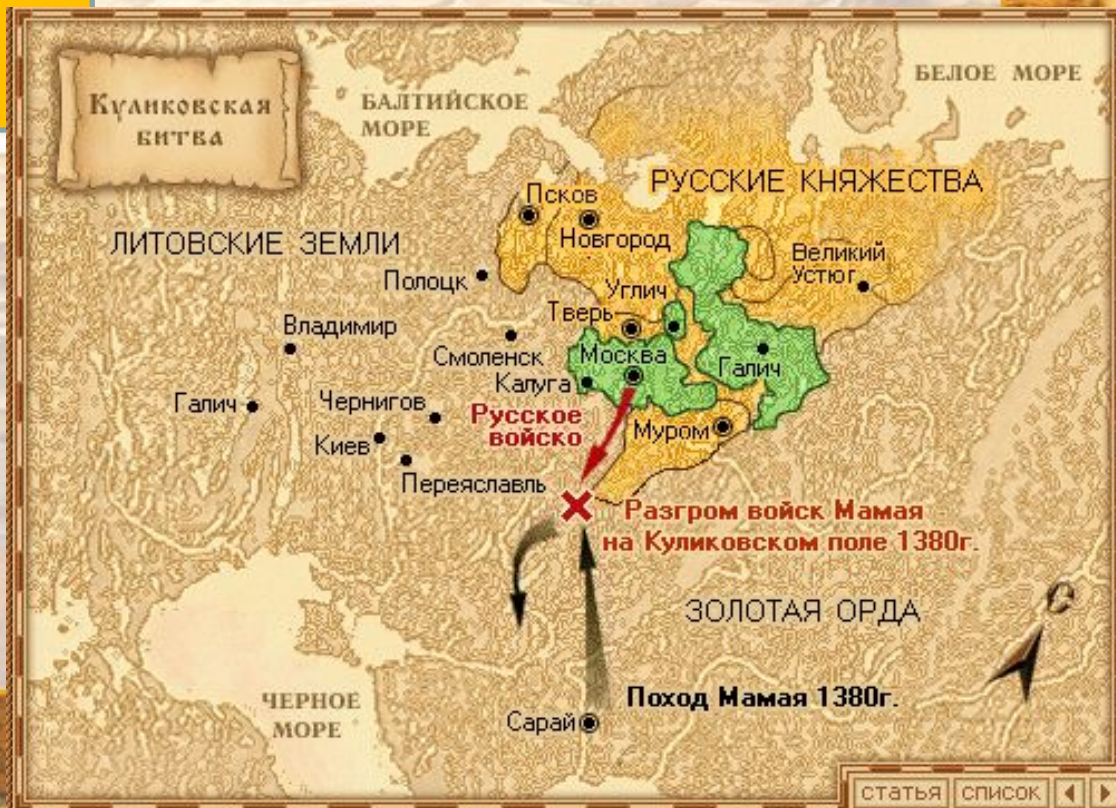 Куликовская
битва
БАЛТИЙСКОЕ
МОРЕ
БЕЛОЕ МОРЕ
РУССКИЕ КНЯЖЕСТВА
Псков
Новгород
ЛИТОВСКИЕ ЗЕМЛИ
Полоцк
Углич
Великий
Устюг
Тверь
Владимир
Смоленск
Москва
Галич
Калуга
Галич
Чернигов
Русское
войско
Муром
Киев
Переяславль
Разгром войск Мамая
на Куликовском поле 1380г.
ЗОЛОТАЯ ОРДА
С
Поход Мамая 1380г.
ЧЕРНОЕ
МОРЕ
Сарай
статья список